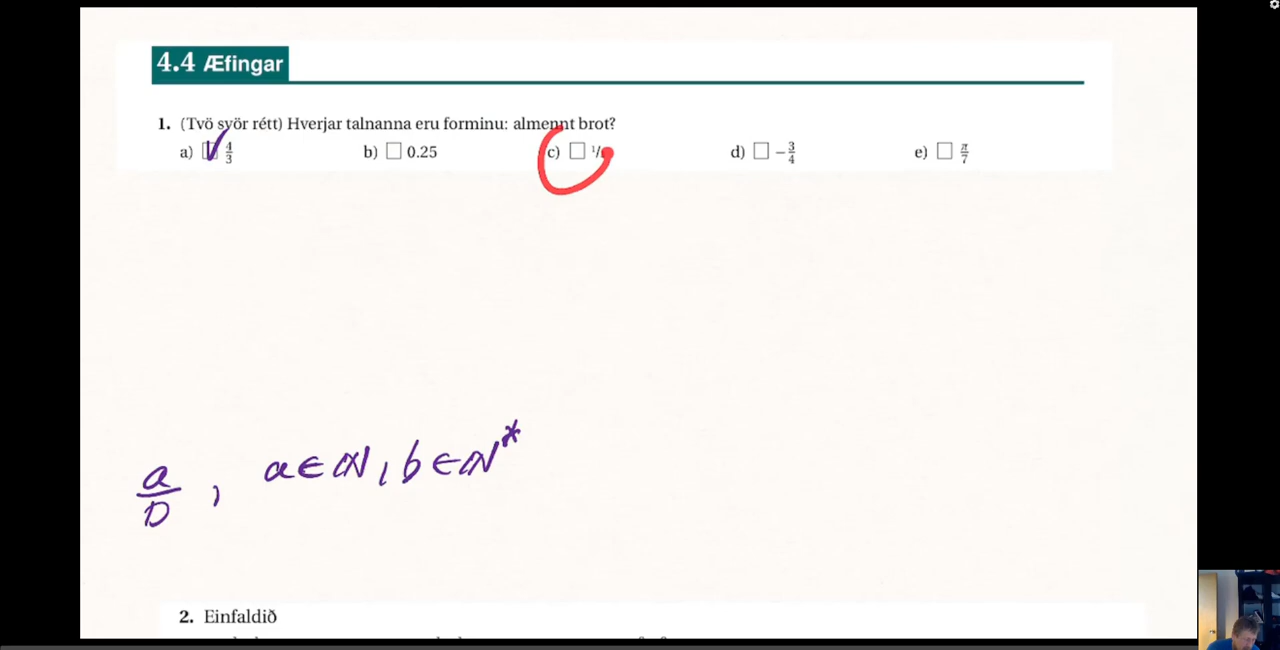 4.4 Æfingar
1. (Tvö svör rétt) Hverjar talnanna eru forminu: almennt brot?
a) 4/3 b) 0.25 c) d) −3/4 e) π/7
a/b , a∈ℕ, b∈ℕ*
2. Einfaldið